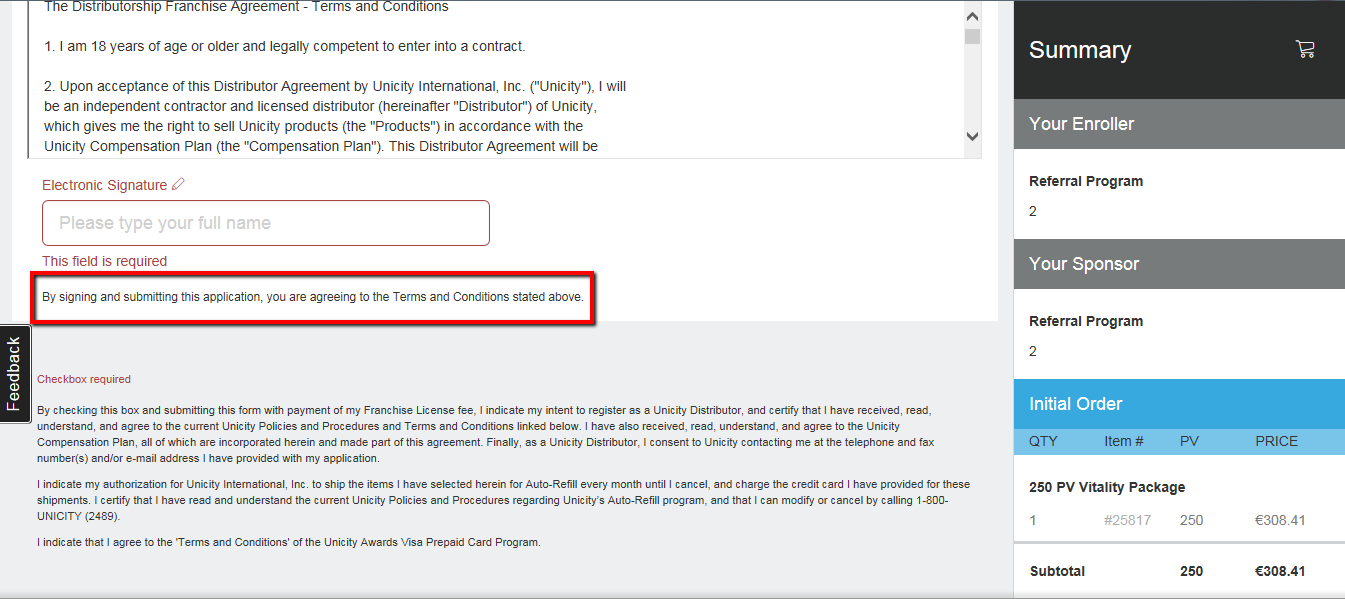 The Distributorship Franchise Agreement - Terms and Conditions
1. I am 18 years of age or older and legally competent to enter into a contract.
2. Upon acceptance of this Distributor Agreement by Unicity International, Inc. ("Unicity"), I will
be an independent contractor and licensed distributor (hereinafter "Distributor") of Unicity,
which gives me the right to sell Unicity products (the "Products") in accordance with the
Unicity Compensation Plan (the "Compensation Plan"). This Distributor Agreement will be
Electronic Signature
Please type your full name
This field is required
By signing and submitting this application, you are agreeing to the Terms and Conditions stated above.
Feedback
Checkbox required
By checking this box and submitting this form with payment of my Franchise License fee, I indicate my intent to register as a Unicity Distributor, and certify that I have received, read,
understand, and agree to the current Unicity Policies and Procedures and Terms and Conditions linked below. I have also received, read, understand, and agree to the Unicity
Compensation Plan, all of which are incorporated herein and made part of this agreement. Finally, as a Unicity Distributor, I consent to Unicity contacting me at the telephone and fax
number(s) and/or e-mail address I have provided with my application.
I indicate my authorization for Unicity International, Inc. to ship the items I have selected herein for Auto-Refill every month until I cancel, and charge the credit card I have provided for these
shipments. I certify that I have read and understand the current Unicity Policies and Procedures regarding Unicity's Auto-Refill program, and that I can modify or cancel by calling 1-800-
UNICITY (2489).
I indicate that I agree to the 'Terms and Conditions' of the Unicity Awards Visa Prepaid Card Program.
Summary
Your Enroller
Referral Program
2
Your Sponsor
Referral Program
2
Initial Order
QTY Item # PV PRICE
250 PV Vitality Package
1 #25817 250 €308.41
Subtotal 250 €308.41